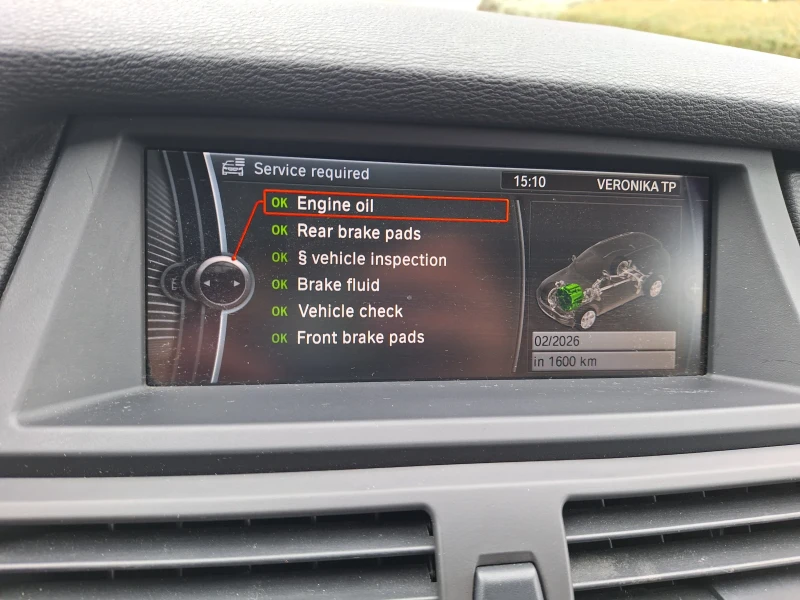 Service required
15:10
VERONIKA TP
OK Engine oil
OK Rear brake pads
OK § vehicle inspection
OK Brake fluid
OK Vehicle check
OK Front brake pads
02/2026
in 1600 km